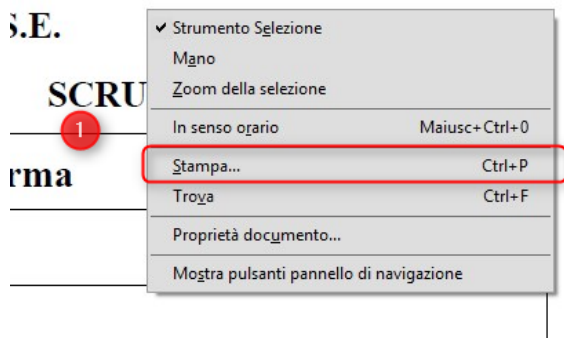 S.E.
✔ Strumento Selezione
Mano
Zoom della selezione
SCRU
1
In senso orario Maiusc+Ctrl+0
Stampa... Ctrl+P
rma
Trova Ctrl+F
Proprietà documento...
Mostra pulsanti pannello di navigazione